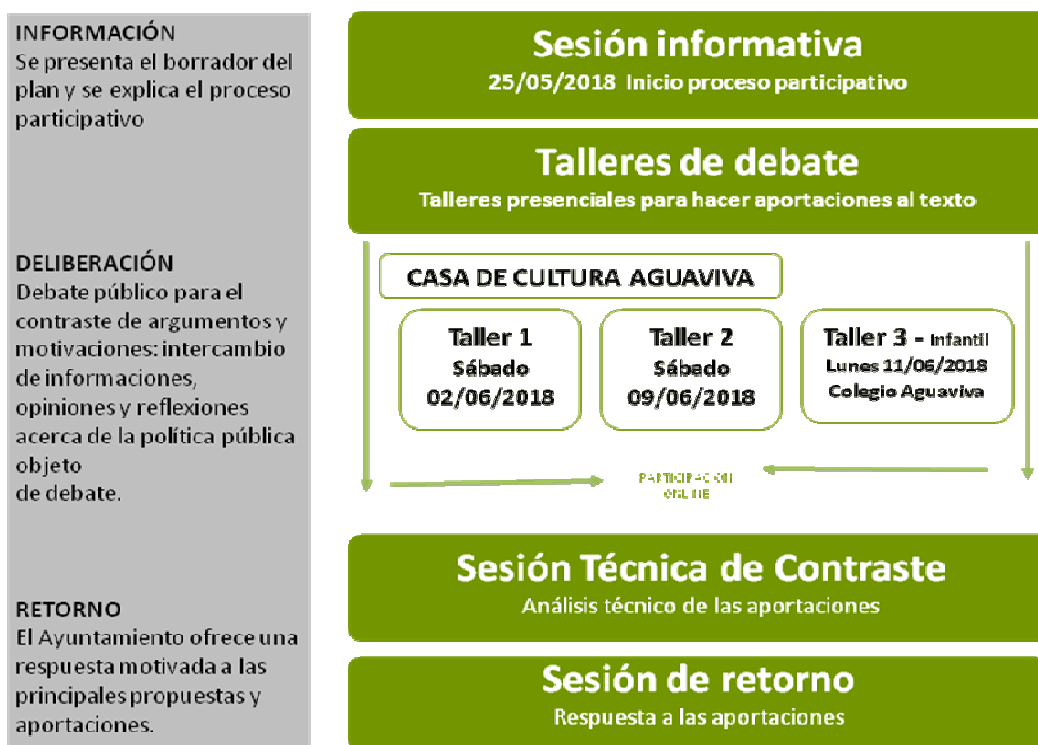 INFORMACIÓN
Se presenta el borrador del
plan y se explica el proceso
participativo
DELIBERACIÓN
Debate público para el
contraste de argumentos y
motivaciones: intercambio
de informaciones,
opiniones y reflexiones
acerca de la política pública
objeto
de debate.
RETORNO
El Ayuntamiento ofrece una
respuesta motivada a las
principales propuestas y
aportaciones.
Sesión informativa
25/05/2018 Inicio proceso participativo
Talleres de debate
Talleres presenciales para hacer aportaciones al texto
CASA DE CULTURA AGUAVIVA
Taller 1
Sábado
02/06/2018
Taller 2
Sábado
09/06/2018
Taller 3 - Infantil
Lunes 11/06/2018
Colegio Aguaviva
PARTICIPACION
ONLINE
Sesión Técnica de Contraste
Análisis técnico de las aportaciones
Sesión de retorno
Respuesta a las aportaciones